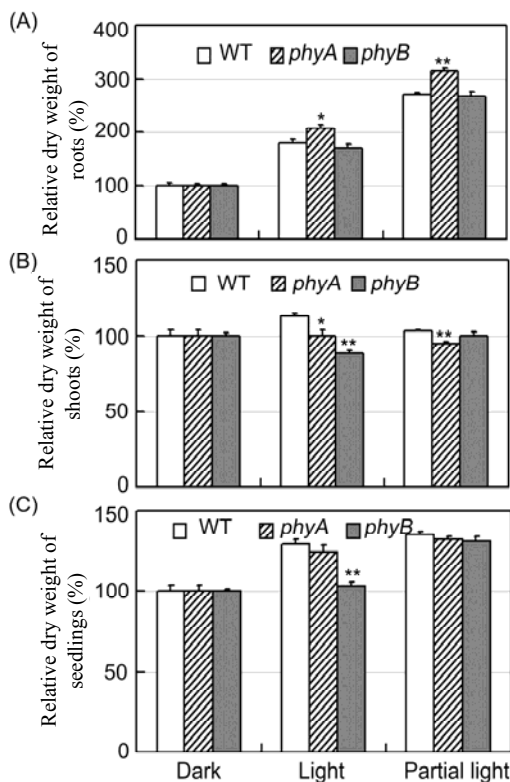 (A)
Relative dry weight of
roots (%)
400
300
200
100
0
WT phyA phyB
*
**
(B)
Relative dry weight of
shoots (%)
150
100
50
0
WT phyA phyB
*
**
**
(C)
Relative dry weight of
seedlings (%)
150
100
50
0
WT phyA phyB
**
Dark Light Partial light